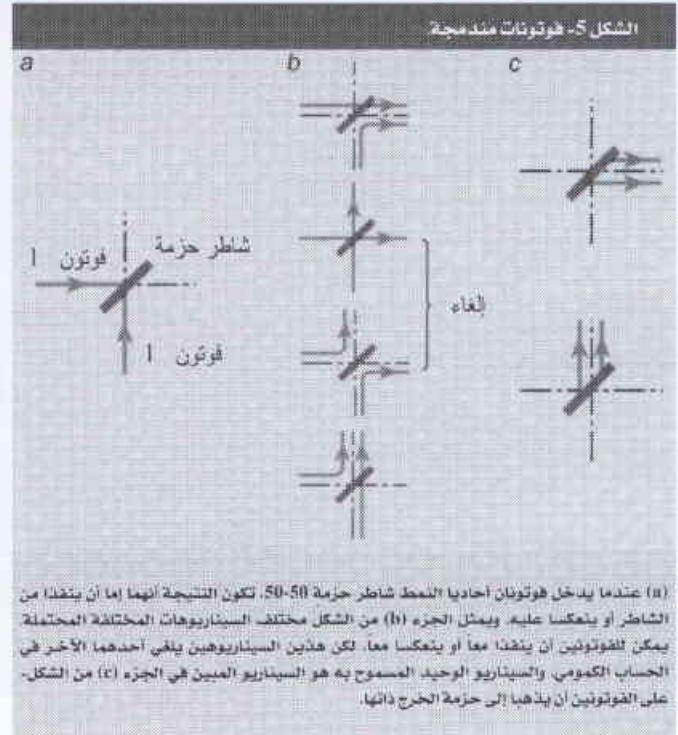 الشكل 5- فوتونات مندمجة
a
b
c
شاطر حزمة
فوتون 1
فوتون 1
إلغاء
(a) عندما يدخل فوتونان أحاديا النمط شاطر حزمة 50-50، تكون النتيجة أنهما إما أن ينفذا من
الشاطر أو ينعكسا عليه. ويمثل الجزء (b) من الشكل مختلف السيناريوهات المختلفة المحتملة.
يمكن للفوتونين أن ينفذا معاً أو ينعكسا معاً. لكن هذين السيناريوهين يلغي أحدهما الآخر في
الحساب الكمومي. والسيناريو الوحيد المسموح به هو السيناريو المبين في الجزء (c) من الشكل-
على الفوتونين أن يذهبا إلى حزمة الخرج ذاتها.